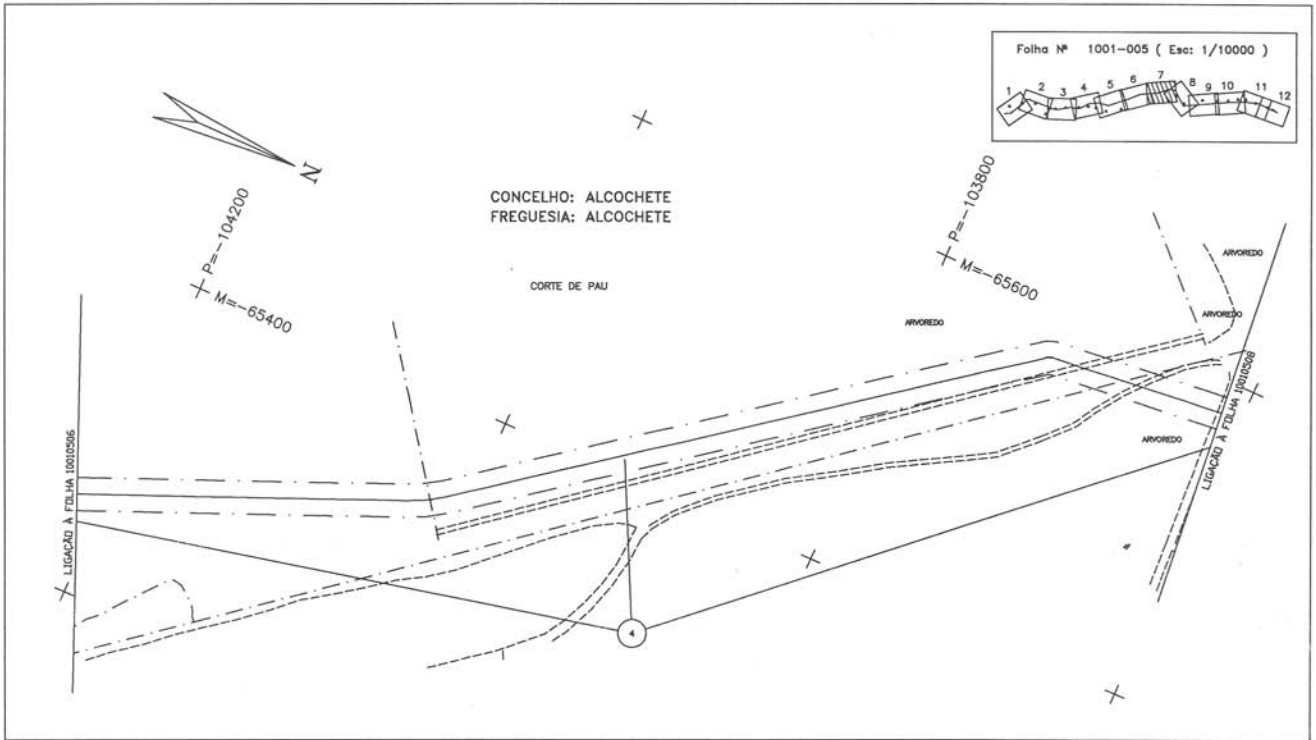 Folha Nº 1001-005 ( Esc: 1/10000 )
1 2 3 4 5 6 7 8 9 10 11 12
N
P=-104200
M=-65400
CONCELHO: ALCOCHETE
FREGUESIA: ALCOCHETE
CORTE DE PAU
P=-103800
M=-65600
ARVOREDO
ARVOREDO
ARVOREDO
ARVOREDO
LIGAÇÃO À FOLHA 10010506
LIGAÇÃO À FOLHA 10010508
4